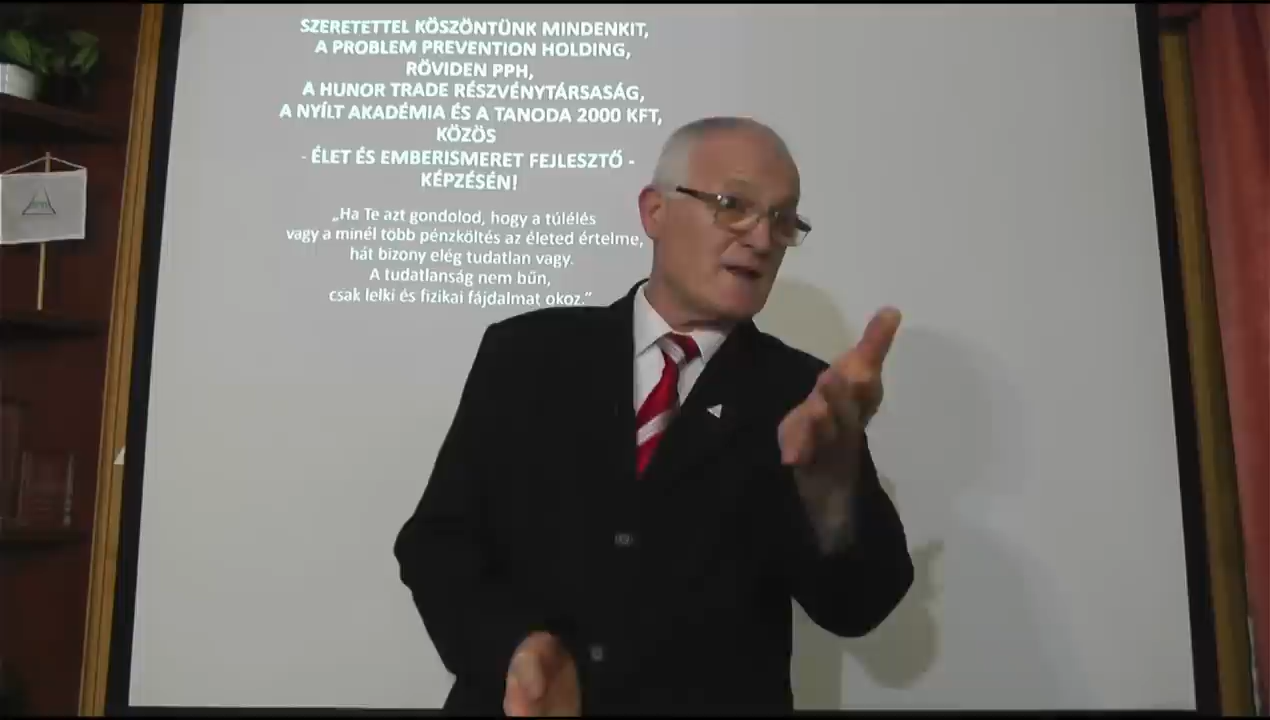 SZERETETTEL KÖSZÖNTÜNK MINDENKIT,
A PROBLEM PREVENTION HOLDING,
RÖVIDEN PPH,
A HUNOR TRADE RÉSZVÉNYTÁRSASÁG,
A NYÍLT AKADÉMIA ÉS A TANODA 2000 KFT,
KÖZÖS
- ÉLET ÉS EMBERISMERET FEJLESZTŐ -
KÉPZÉSÉN!
„Ha Te azt gondolod, hogy a túlélés
vagy a minél több pénzköltés az életed értelme,
hát bizony elég tudatlan vagy.
A tudatlanság nem bűn,
csak lelki és fizikai fájdalmat okoz.”